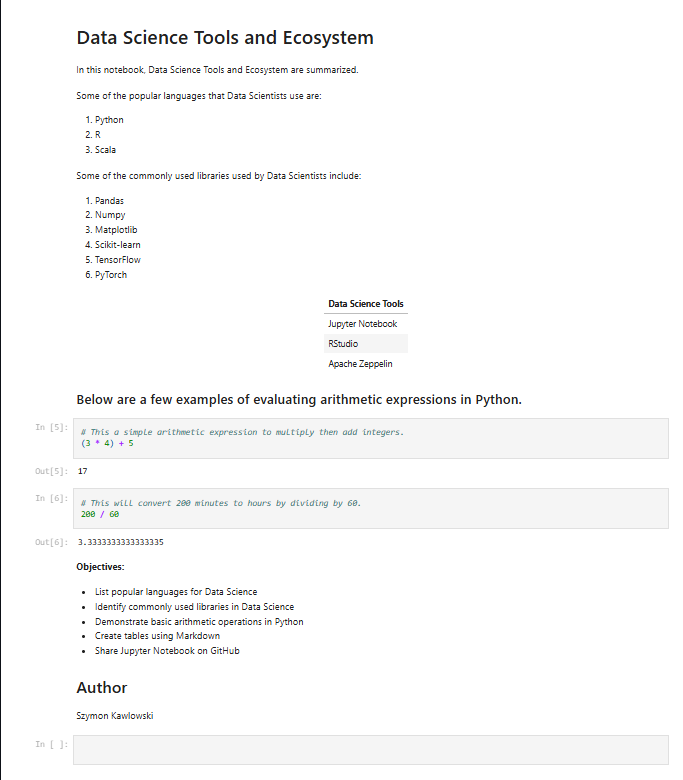 Data Science Tools and Ecosystem
In this notebook, Data Science Tools and Ecosystem are summarized.
Some of the popular languages that Data Scientists use are:
1. Python
2. R
3. Scala
Some of the commonly used libraries used by Data Scientists include:
1. Pandas
2. Numpy
3. Matplotlib
4. Scikit-learn
5. TensorFlow
6. PyTorch
Data Science Tools
Jupyter Notebook
RStudio
Apache Zeppelin
Below are a few examples of evaluating arithmetic expressions in Python.
In [5]: # This a simple arithmetic expression to multiply then add integers.
(3 * 4) + 5
Out[5]: 17
In [6]: # This will convert 200 minutes to hours by dividing by 60.
200 / 60
Out[6]: 3.3333333333333335
Objectives:
• List popular languages for Data Science
• Identify commonly used libraries in Data Science
• Demonstrate basic arithmetic operations in Python
• Create tables using Markdown
• Share Jupyter Notebook on GitHub
Author
Szymon Kawlowski
In [ ]: